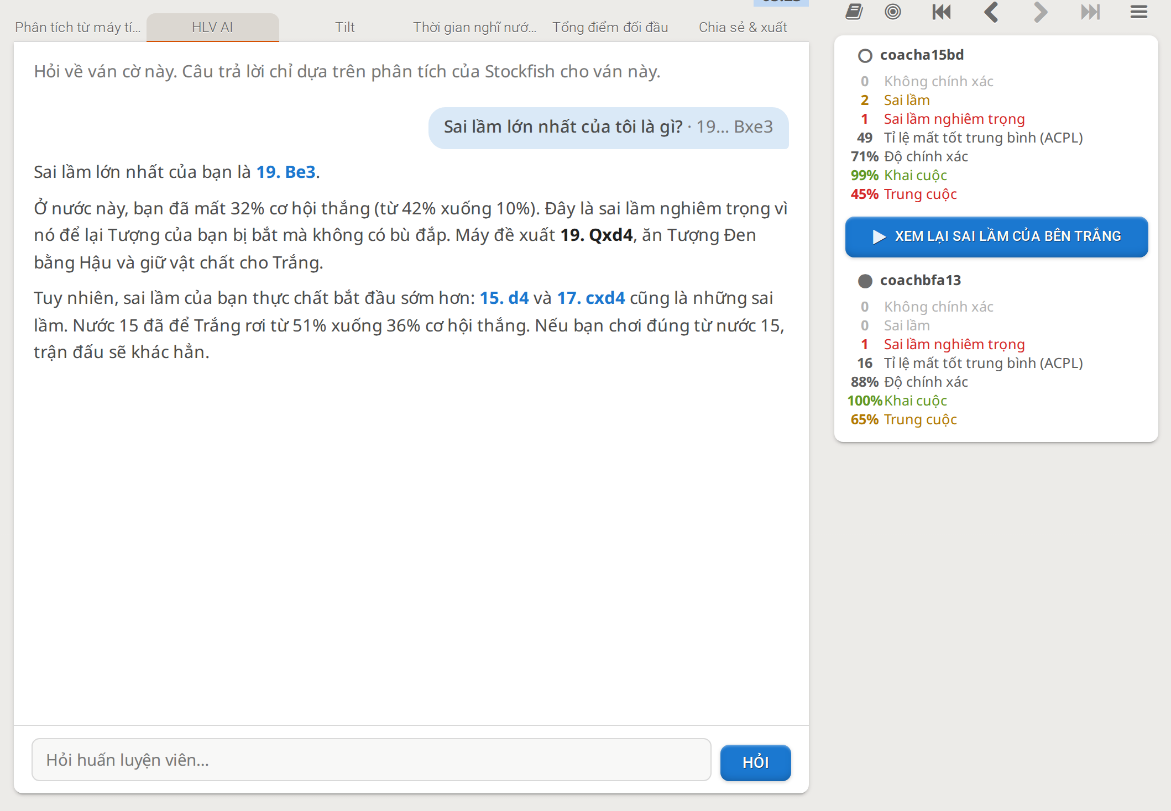 Phân tích từ máy tí...
HLV AI
Tilt
Thời gian nghĩ nướ...
Tổng điểm đối đầu
Chia sẻ & xuất
Hỏi về ván cờ này. Câu trả lời chỉ dựa trên phân tích của Stockfish cho ván này.
Sai lầm lớn nhất của tôi là gì? · 19... Bxe3
Sai lầm lớn nhất của bạn là 19. Be3.
Ở nước này, bạn đã mất 32% cơ hội thắng (từ 42% xuống 10%). Đây là sai lầm nghiêm trọng vì
nó để lại Tượng của bạn bị bắt mà không có bù đắp. Máy đề xuất 19. Qxd4, ăn Tượng Đen
bằng Hậu và giữ vật chất cho Trắng.
Tuy nhiên, sai lầm của bạn thực chất bắt đầu sớm hơn: 15. d4 và 17. cxd4 cũng là những sai
lầm. Nước 15 đã để Trắng rơi từ 51% xuống 36% cơ hội thắng. Nếu bạn chơi đúng từ nước 15,
trận đấu sẽ khác hẳn.
Hỏi huấn luyện viên...
HỎI
coacha15bd
0 Không chính xác
2 Sai lầm
1 Sai lầm nghiêm trọng
49 Tỉ lệ mất tốt trung bình (ACPL)
71% Độ chính xác
99% Khai cuộc
45% Trung cuộc
XEM LẠI SAI LẦM CỦA BÊN TRẮNG
coachbfa13
0 Không chính xác
0 Sai lầm
1 Sai lầm nghiêm trọng
16 Tỉ lệ mất tốt trung bình (ACPL)
88% Độ chính xác
100% Khai cuộc
65% Trung cuộc